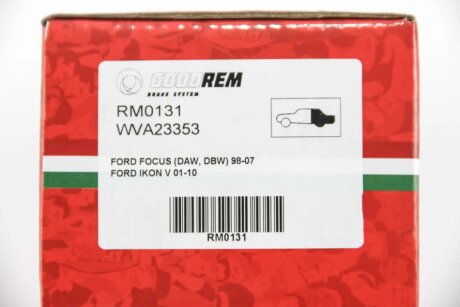 GOODREM
BRAKE SYSTEM
RM0131
WVA23353
FORD FOCUS (DAW, DBW) 98-07
FORD IKON V 01-10
RM0131